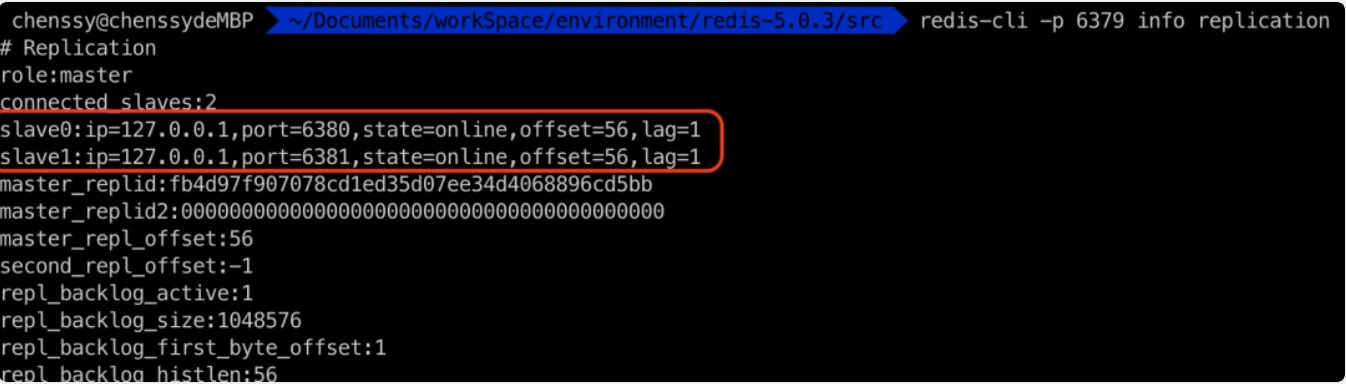 chenssy@chenssydeMBP ~/Documents/workSpace/environment/redis-5.0.3/src redis-cli -p 6379 info replication
# Replication
role:master
connected_slaves:2
slave0:ip=127.0.0.1,port=6380,state=online,offset=56,lag=1
slave1:ip=127.0.0.1,port=6381,state=online,offset=56,lag=1
master_replid:fb4d97f907078cd1ed35d07ee34d4068896cd5bb
master_replid2:0000000000000000000000000000000000000000
master_repl_offset:56
second_repl_offset:-1
repl_backlog_active:1
repl_backlog_size:1048576
repl_backlog_first_byte_offset:1
repl_backlog_histlen:56